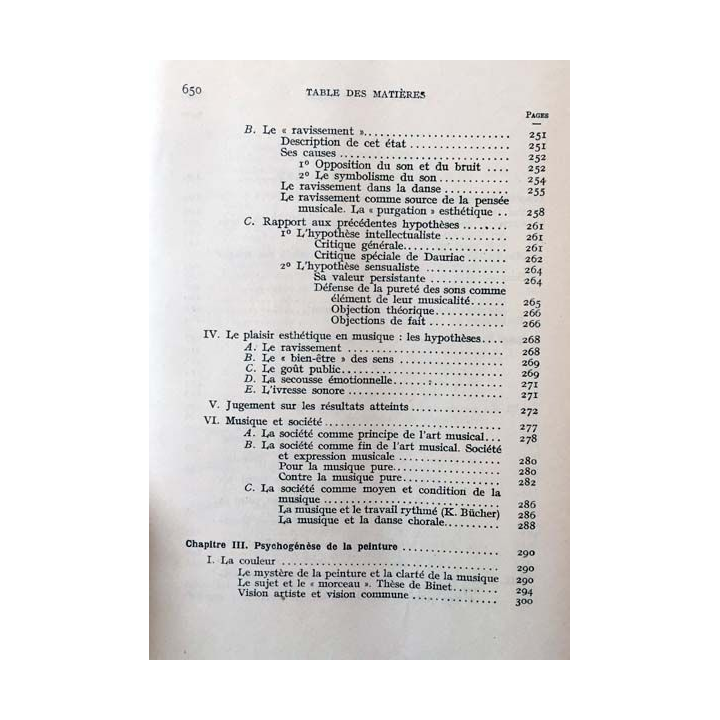 650 TABLE DES MATIÈRES
PAGES
B. Le « ravissement ».............................. 251
Description de cet état ...................... 251
Ses causes .................................. 252
1º Opposition du son et du bruit .......... 252
2º Le symbolisme du son .................. 254
Le ravissement dans la danse ................ 255
Le ravissement comme source de la pensée
musicale. La « purgation » esthétique .. 258
C. Rapport aux précédentes hypothèses ........ 261
1º L'hypothèse intellectualiste .............. 261
Critique générale...................... 261
Critique spéciale de Dauriac .......... 262
2º L'hypothèse sensualiste .................. 264
Sa valeur persistante .................. 264
Défense de la pureté des sons comme
élément de leur musicalité...... 265
Objection théorique............ 266
Objections de fait .............. 266
IV. Le plaisir esthétique en musique : les hypothèses.... 268
A. Le ravissement .............................. 268
B. Le « bien-être » des sens .................... 269
C. Le goût public.............................. 269
D. La secousse émotionnelle.................... 271
E. L'ivresse sonore............................ 271
V. Jugement sur les résultats atteints ................ 272
VI. Musique et société.............................. 277
A. La société comme principe de l'art musical... 278
B. La société comme fin de l'art musical. Société
et expression musicale .................. 280
Pour la musique pure...................... 280
Contre la musique pure.................... 282
C. La société comme moyen et condition de la
musique .............................. 286
La musique et le travail rythmé (K. Bücher) 286
La musique et la danse chorale............ 288
Chapitre III. Psychogénèse de la peinture .................. 290
I. La couleur ...................................... 290
Le mystère de la peinture et la clarté de la musique 290
Le sujet et le « morceau ». Thèse de Binet........ 294
Vision artiste et vision commune ................ 300